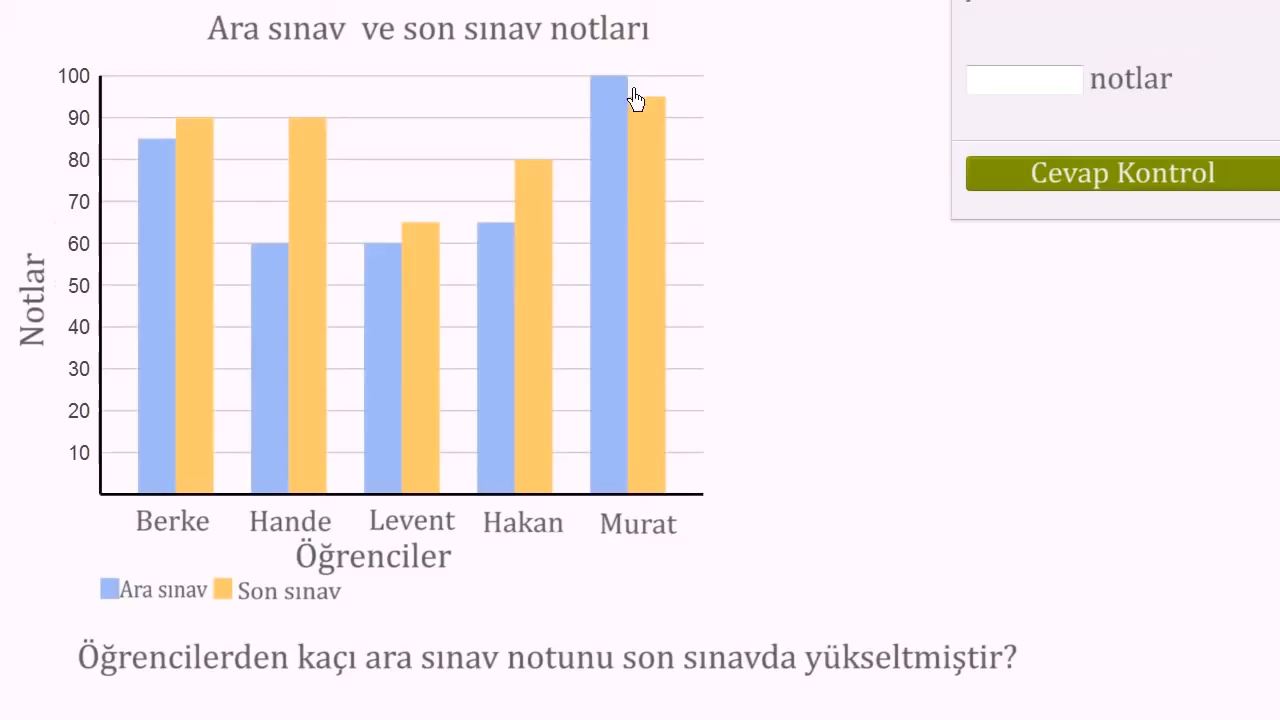 Ara sınav ve son sınav notları
100
90
80
70
60
50
40
30
20
10
Notlar
Berke Hande Levent Hakan Murat
Öğrenciler
Ara sınav Son sınav
Öğrencilerden kaçı ara sınav notunu son sınavda yükseltmiştir?
notlar
Cevap Kontrol